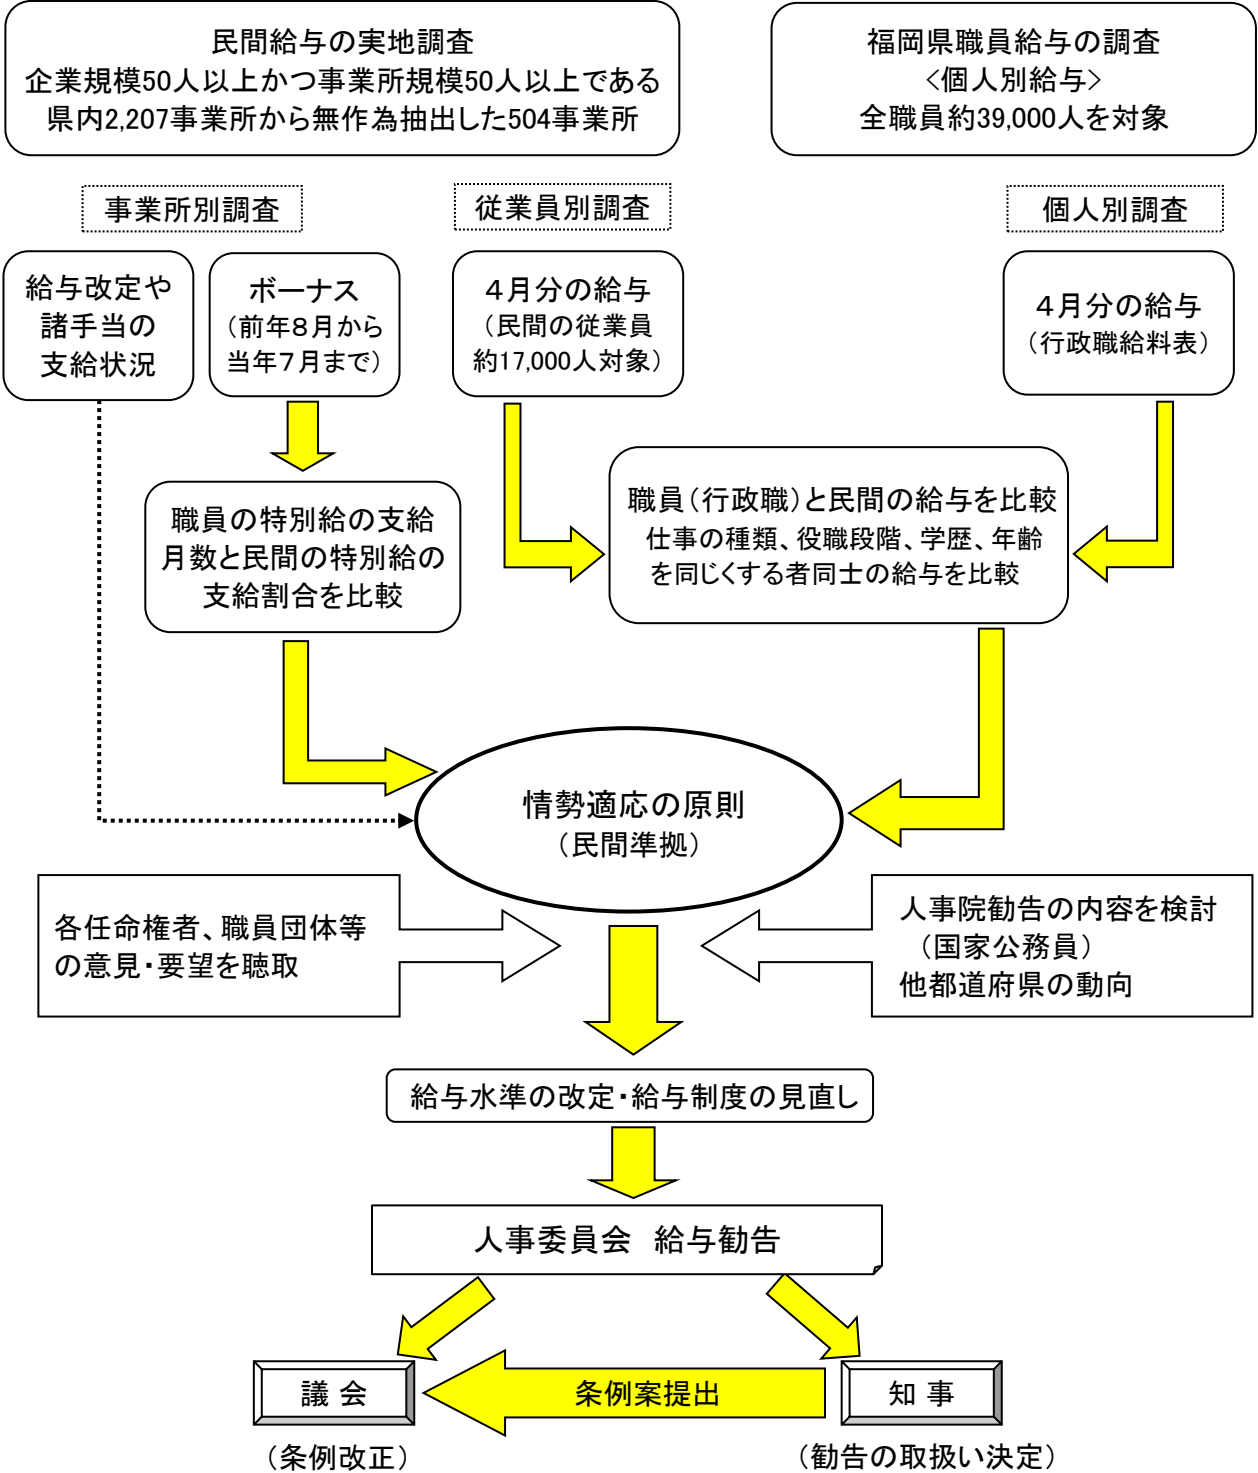 民間給与の実地調査
企業規模50人以上かつ事業所規模50人以上である
県内2,207事業所から無作為抽出した504事業所
福岡県職員給与の調査
<個人別給与>
全職員約39,000人を対象
事業所別調査
従業員別調査
個人別調査
給与改定や
諸手当の
支給状況
ボーナス
（前年８月から
当年７月まで）
４月分の給与
（民間の従業員
約17,000人対象）
４月分の給与
（行政職給料表）
職員の特別給の支給
月数と民間の特別給の
支給割合を比較
職員（行政職）と民間の給与を比較
仕事の種類、役職段階、学歴、年齢
を同じくする者同士の給与を比較
情勢適応の原則
（民間準拠）
各任命権者、職員団体等
の意見・要望を聴取
人事院勧告の内容を検討
（国家公務員）
他都道府県の動向
給与水準の改定・給与制度の見直し
人事委員会　給与勧告
議 会
条例案提出
知 事
（条例改正）
（勧告の取扱い決定）